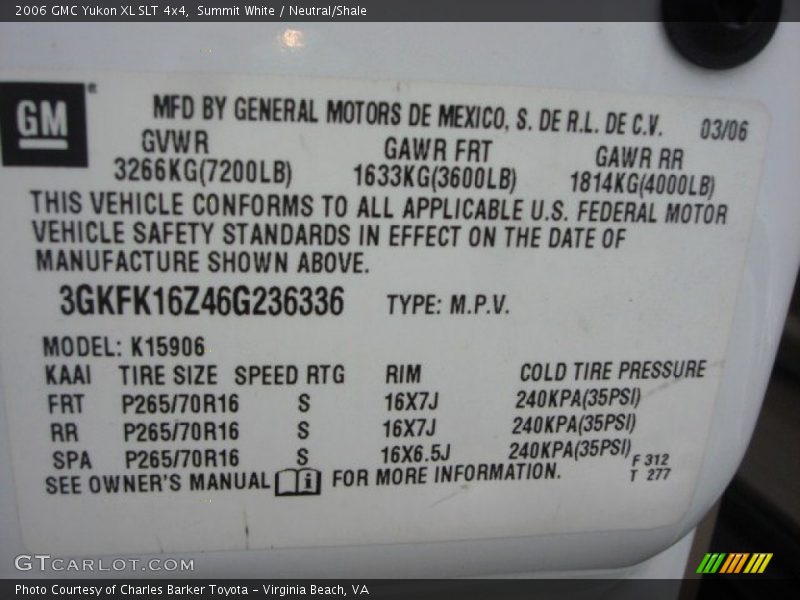 2006 GMC Yukon XL SLT 4x4,  Summit White / Neutral/Shale
GM®
MFD BY GENERAL MOTORS DE MEXICO, S. DE R.L. DE C.V. 03/06
GVWR GAWR FRT GAWR RR
3266KG(7200LB) 1633KG(3600LB) 1814KG(4000LB)
THIS VEHICLE CONFORMS TO ALL APPLICABLE U.S. FEDERAL MOTOR
VEHICLE SAFETY STANDARDS IN EFFECT ON THE DATE OF
MANUFACTURE SHOWN ABOVE.
3GKFK16Z46G236336 TYPE: M.P.V.
MODEL: K15906
KAAI TIRE SIZE SPEED RTG RIM COLD TIRE PRESSURE
FRT P265/70R16 S 16X7J 240KPA(35PSI)
RR P265/70R16 S 16X7J 240KPA(35PSI)
SPA P265/70R16 S 16X6.5J 240KPA(35PSI)
SEE OWNER'S MANUAL i FOR MORE INFORMATION.
F 312
T 277
GTCARLOT.COM
Photo Courtesy of Charles Barker Toyota – Virginia Beach, VA